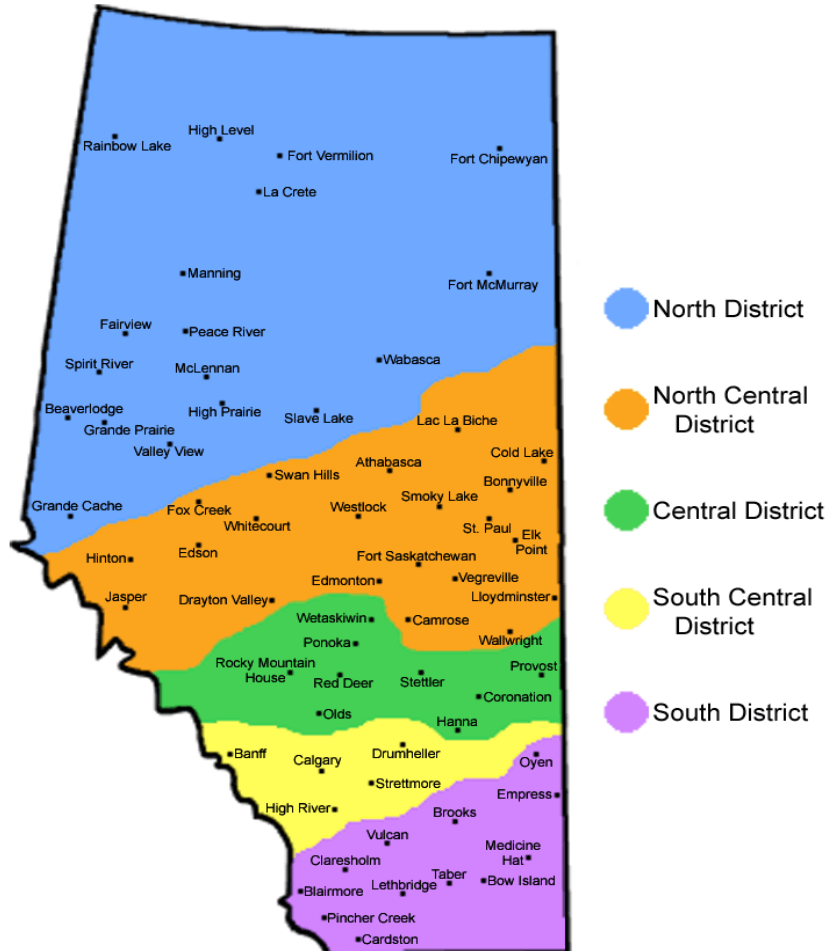 High Level
Rainbow Lake
Fort Vermilion
Fort Chipewyan
La Crete
Manning
Fort McMurray
North District
Fairview
Peace River
Wabasca
Spirit River
McLennan
Beaverlodge
High Prairie
Slave Lake
Grande Prairie
Valley View
North Central
District
Lac La Biche
Cold Lake
Athabasca
Swan Hills
Bonnyville
Smoky Lake
Grande Cache
Fox Creek
Westlock
Whitecourt
St. Paul
Elk
Point
Central District
Hinton
Edson
Fort Saskatchewan
Edmonton
Vegreville
Jasper
Drayton Valley
Lloydminster
Wetaskiwin
Camrose
Wallwright
South Central
District
Ponoka
Rocky Mountain
House
Red Deer
Stettler
Provost
Coronation
Olds
Hanna
South District
Banff
Calgary
Drumheller
Oyen
Strettmore
Empress
High River
Brooks
Vulcan
Medicine
Hat
Claresholm
Taber
Bow Island
Blairmore
Lethbridge
Pincher Creek
Cardston